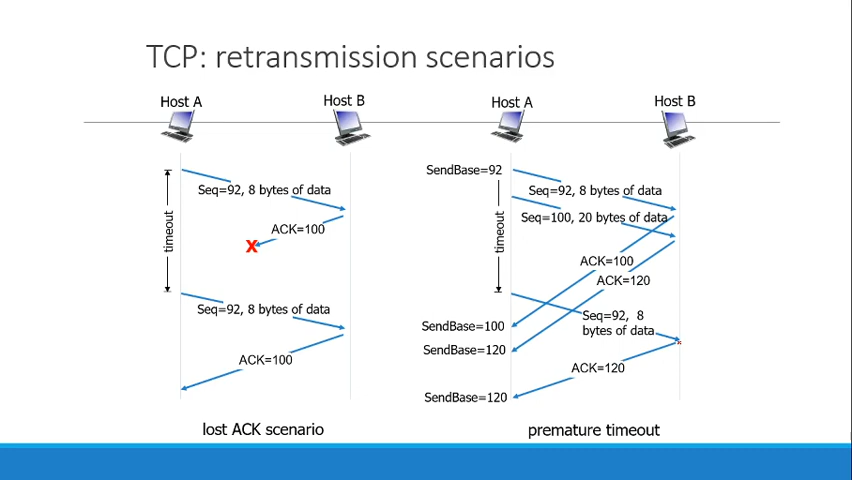 TCP: retransmission scenarios
Host A
Host B
Seq=92, 8 bytes of data
timeout
ACK=100
X
Seq=92, 8 bytes of data
ACK=100
lost ACK scenario
Host A
Host B
SendBase=92
Seq=92, 8 bytes of data
Seq=100, 20 bytes of data
timeout
ACK=100
ACK=120
Seq=92, 8
bytes of data
SendBase=100
SendBase=120
ACK=120
SendBase=120
premature timeout